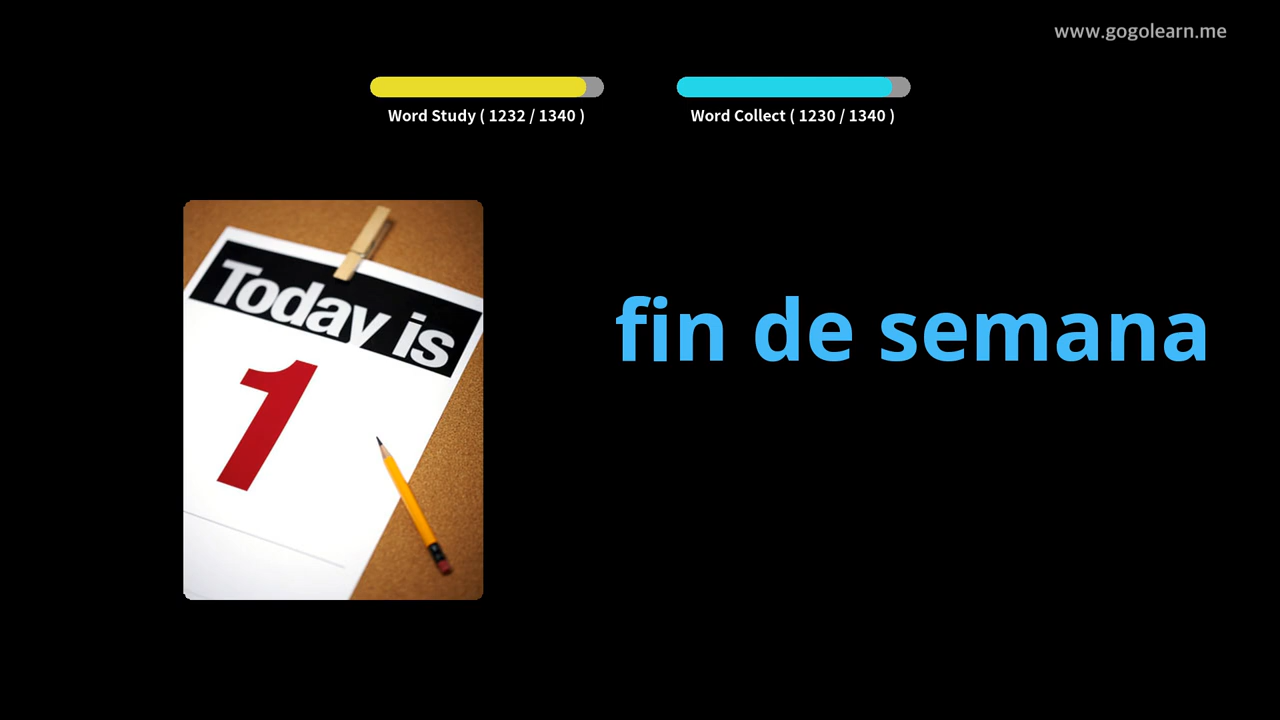 www.gogolearn.me
Word Study ( 1232 / 1340 )
Word Collect ( 1230 / 1340 )
Today is
1
fin de semana